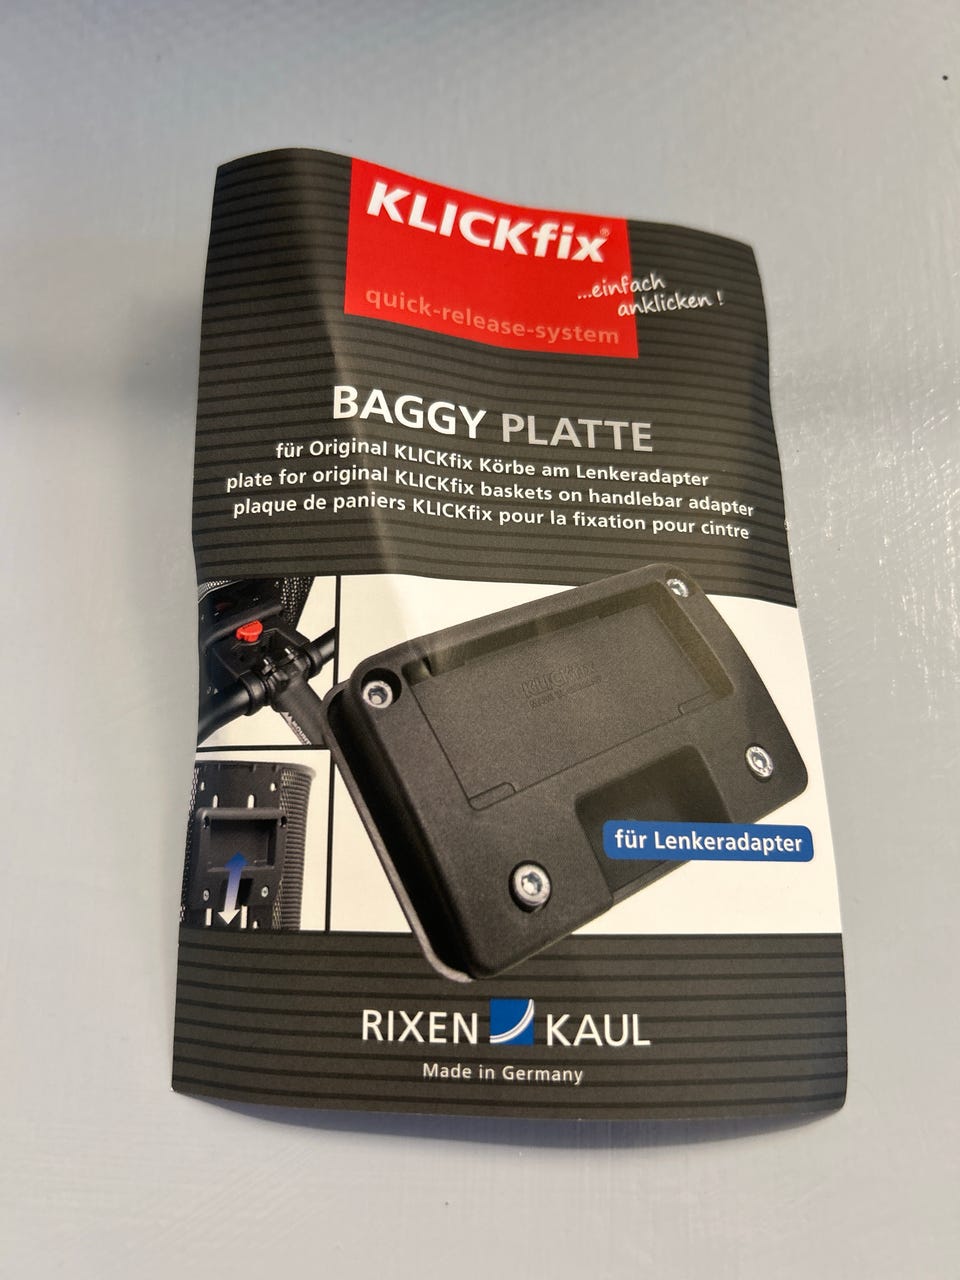 KLICKfix®
...einfach
anklicken !
quick-release-system
BAGGY PLATTE
für Original KLICKfix Körbe am Lenkeradapter
plate for original KLICKfix baskets on handlebar adapter
plaque de paniers KLICKfix pour la fixation pour cintre
KLICKfix
für Lenkeradapter
RIXEN KAUL
Made in Germany